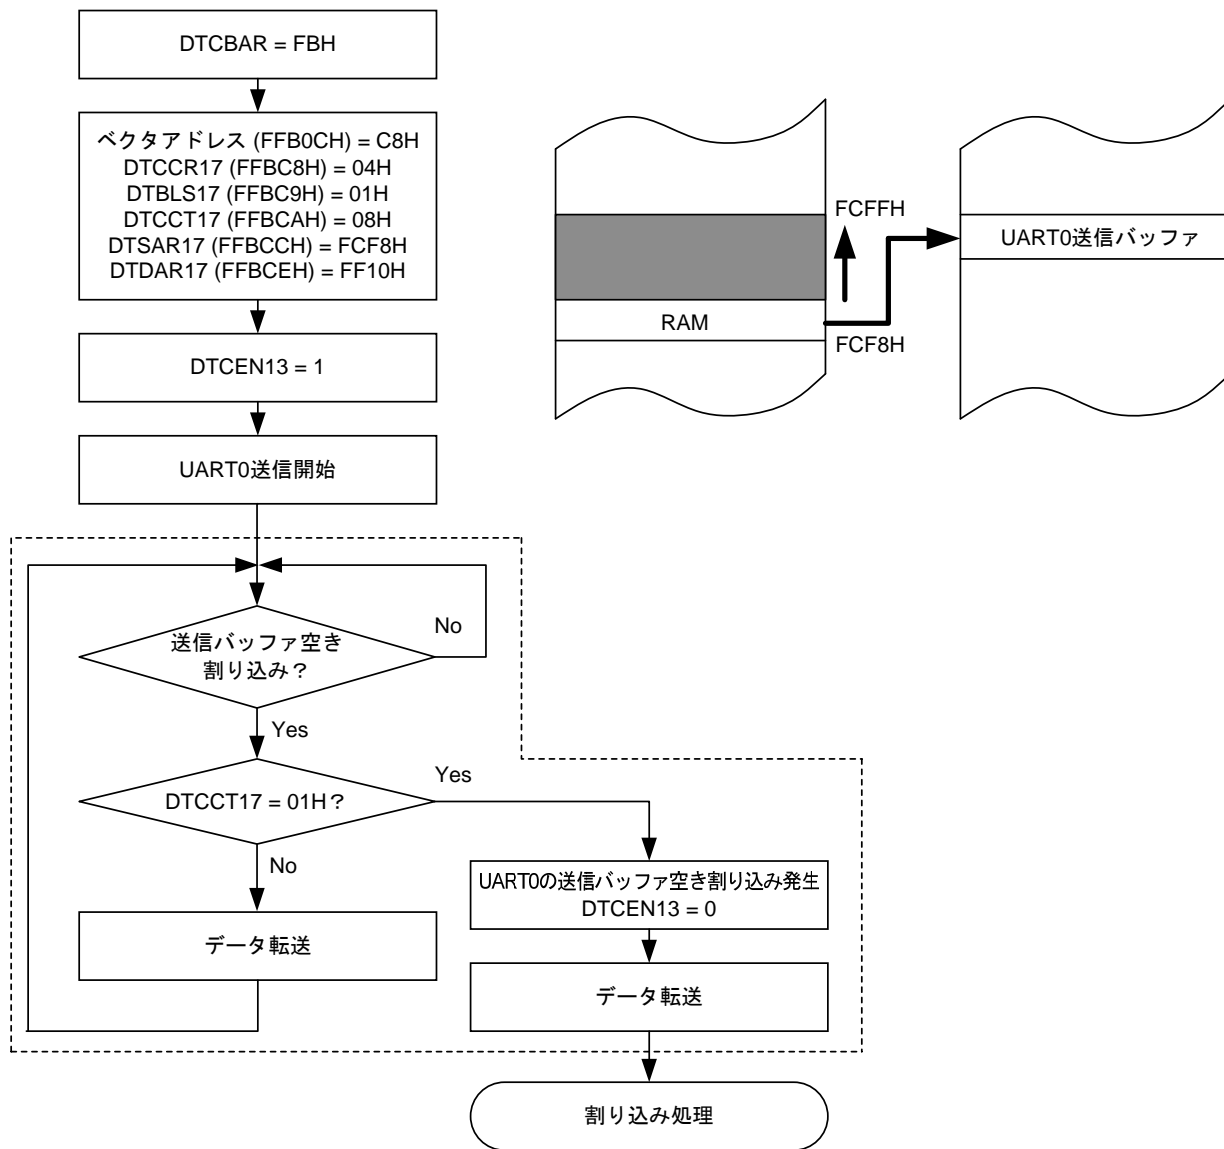 DTCBAR = FBH
ベクタアドレス (FFB0CH) = C8H
DTCCR17 (FFBC8H) = 04H
DTBLS17 (FFBC9H) = 01H
DTCCT17 (FFBCAH) = 08H
DTSAR17 (FFBCCH) = FCF8H
DTDAR17 (FFBCEH) = FF10H
DTCEN13 = 1
UART0送信開始
送信バッファ空き
割り込み？
No
Yes
DTCCT17 = 01H？
Yes
No
データ転送
UART0の送信バッファ空き割り込み発生
DTCEN13 = 0
データ転送
割り込み処理
FCFFH
RAM
FCF8H
UART0送信バッファ